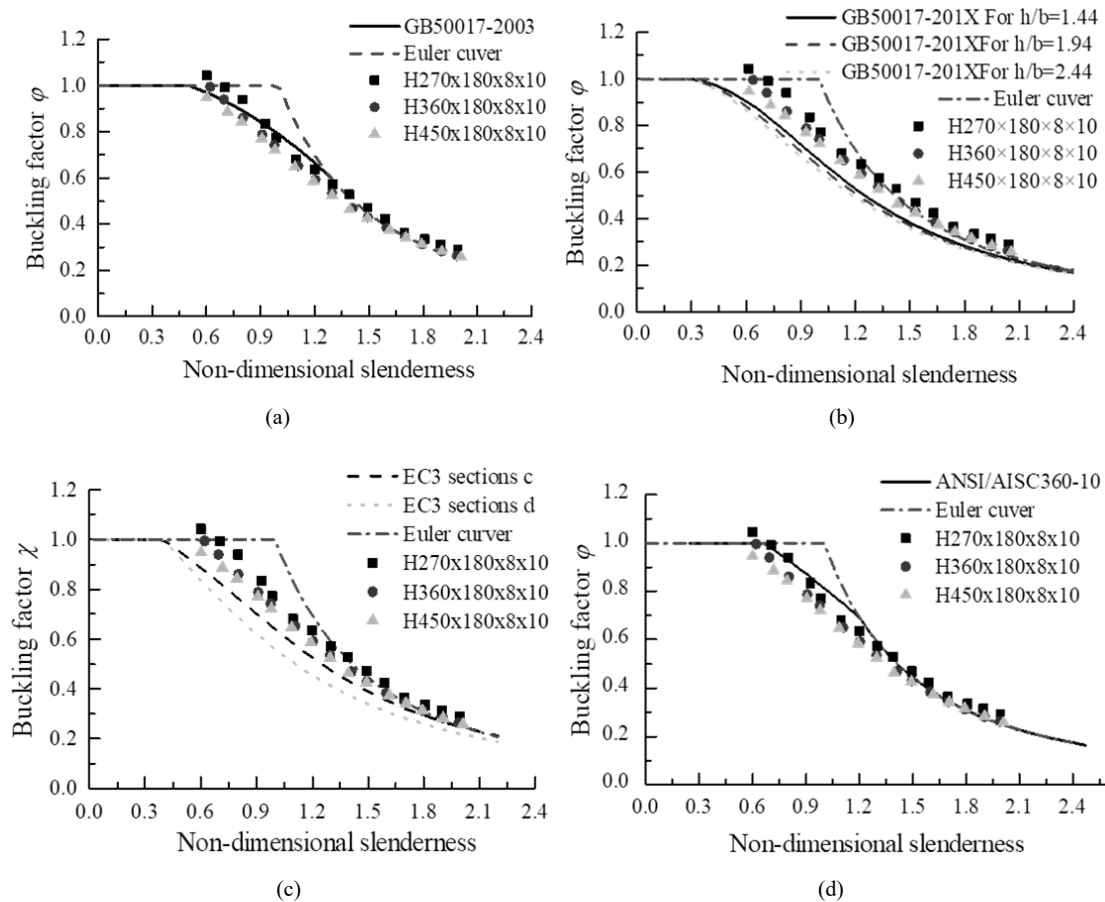 GB50017-2003
Euler cuver
H270x180x8x10
H360x180x8x10
H450x180x8x10
Buckling factor φ
1.2
1.0
0.8
0.6
0.4
0.2
0.0
0.0 0.3 0.6 0.9 1.2 1.5 1.8 2.1 2.4
Non-dimensional slenderness
(a)
GB50017-201X For h/b=1.44
GB50017-201XFor h/b=1.94
GB50017-201XFor h/b=2.44
Euler cuver
H270×180×8×10
H360×180×8×10
H450×180×8×10
Buckling factor φ
1.2
1.0
0.8
0.6
0.4
0.2
0.0
0.0 0.3 0.6 0.9 1.2 1.5 1.8 2.1 2.4
Non-dimensional slenderness
(b)
EC3 sections c
EC3 sections d
Euler curver
H270x180x8x10
H360x180x8x10
H450x180x8x10
Buckling factor χ
1.2
1.0
0.8
0.6
0.4
0.2
0.0
0.0 0.3 0.6 0.9 1.2 1.5 1.8 2.1 2.4
Non-dimensional slenderness
(c)
ANSI/AISC360-10
Euler cuver
H270x180x8x10
H360x180x8x10
H450x180x8x10
Buckling factor φ
1.2
1.0
0.8
0.6
0.4
0.2
0.0
0.0 0.3 0.6 0.9 1.2 1.5 1.8 2.1 2.4
Non-dimensional slenderness
(d)